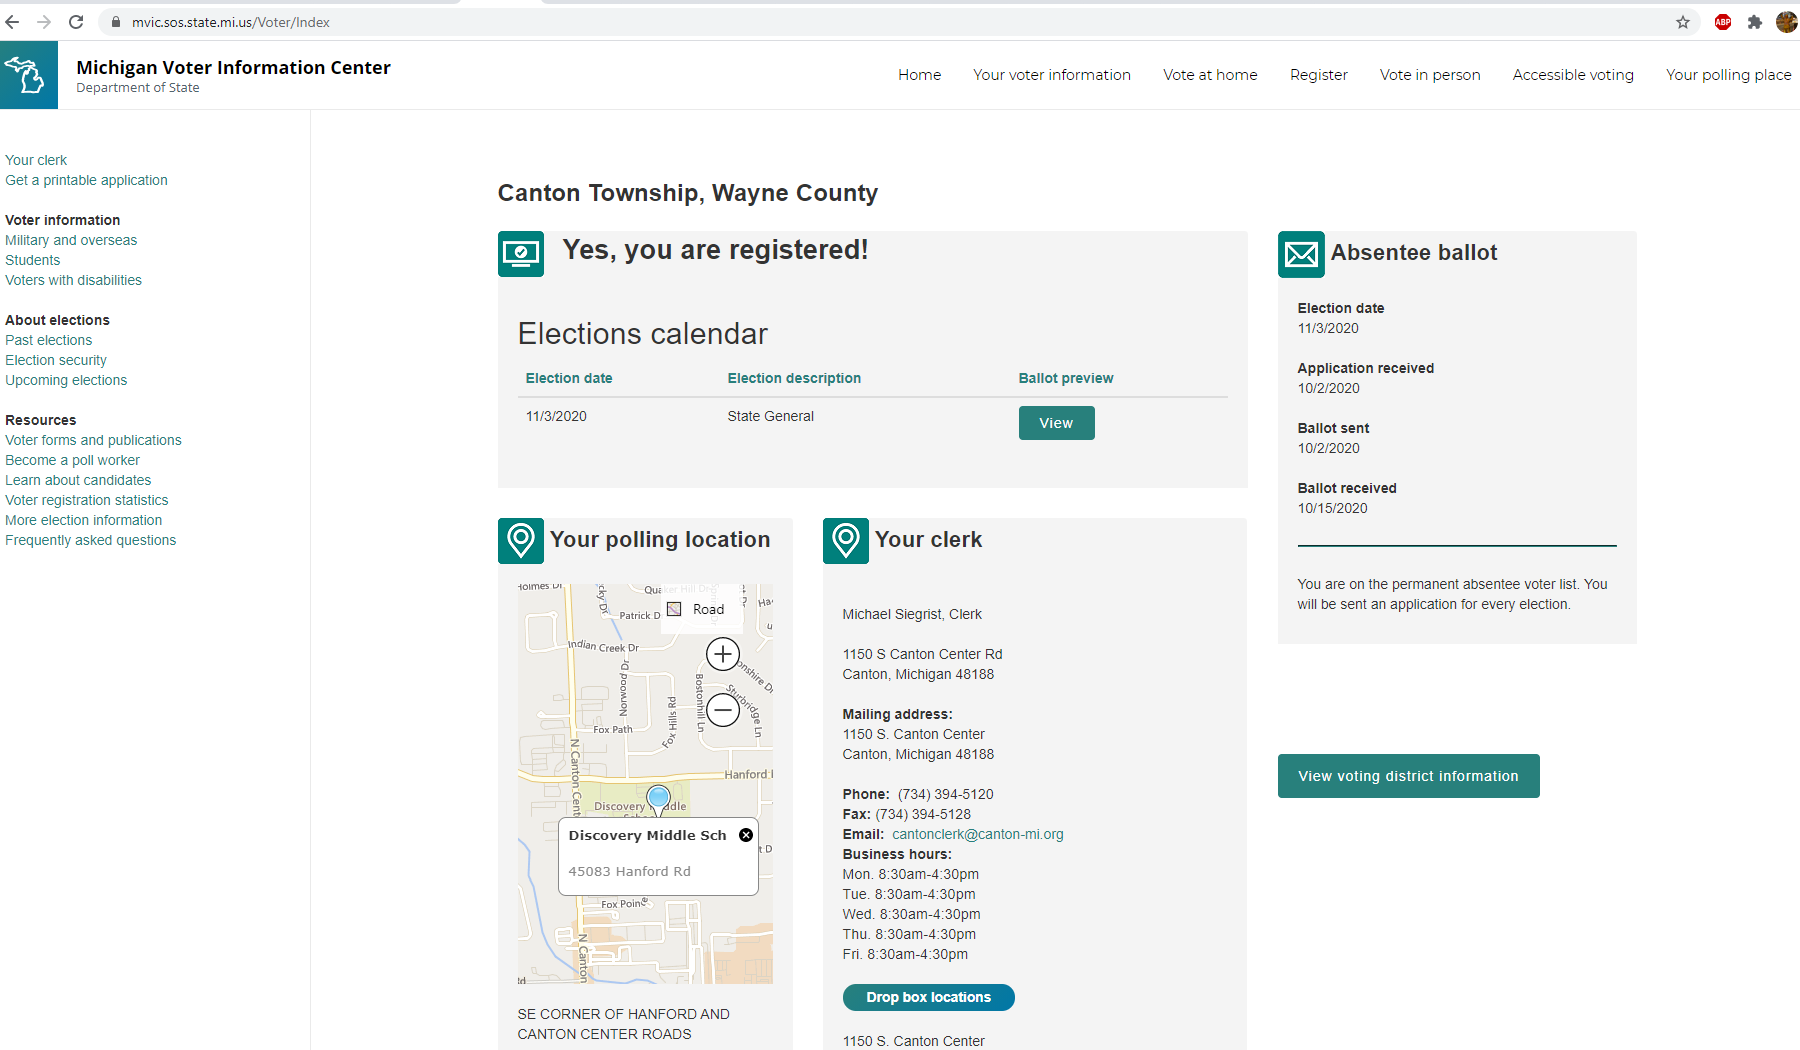 mvic.sos.state.mi.us/Voter/Index
ABP
Michigan Voter Information Center
Department of State
Home Your voter information Vote at home Register Vote in person Accessible voting Your polling place
Your clerk
Get a printable application
Voter information
Military and overseas
Students
Voters with disabilities
About elections
Past elections
Election security
Upcoming elections
Resources
Voter forms and publications
Become a poll worker
Learn about candidates
Voter registration statistics
More election information
Frequently asked questions
Canton Township, Wayne County
Yes, you are registered!
Elections calendar
Election date Election description Ballot preview
11/3/2020 State General View
Absentee ballot
Election date
11/3/2020
Application received
10/2/2020
Ballot sent
10/2/2020
Ballot received
10/15/2020
You are on the permanent absentee voter list. You
will be sent an application for every election.
View voting district information
Your polling location
Road
Patrick D
Indian Creek Dr
Norwood Dr
Fox Hills Rd
Bostonhill Ln
Sturbridge Ln
Fox Path
N Canton Cent
Hanford
Discovery Middle Sch
45083 Hanford Rd
Fox Pointe
N Canton
SE CORNER OF HANFORD AND
CANTON CENTER ROADS
Your clerk
Michael Siegrist, Clerk
1150 S Canton Center Rd
Canton, Michigan 48188
Mailing address:
1150 S. Canton Center
Canton, Michigan 48188
Phone: (734) 394-5120
Fax: (734) 394-5128
Email: cantonclerk@canton-mi.org
Business hours:
Mon. 8:30am-4:30pm
Tue. 8:30am-4:30pm
Wed. 8:30am-4:30pm
Thu. 8:30am-4:30pm
Fri. 8:30am-4:30pm
Drop box locations
1150 S. Canton Center